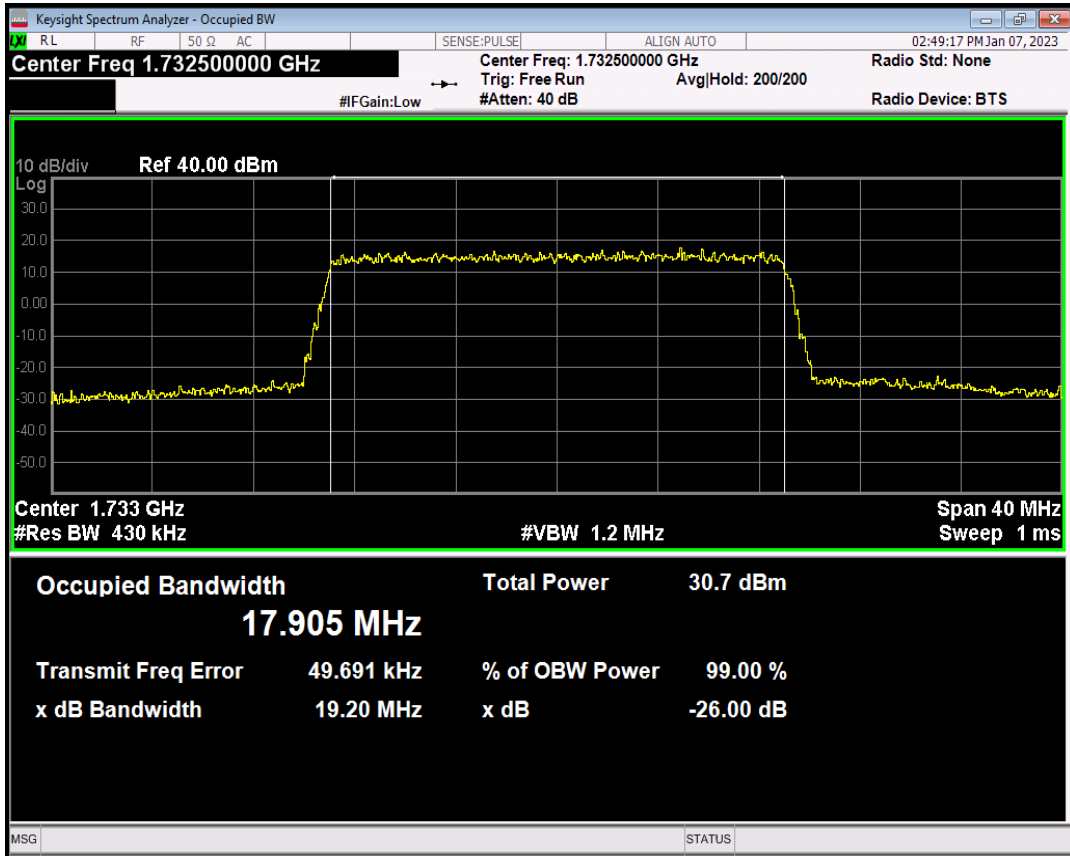 Keysight Spectrum Analyzer - Occupied BW
LXI RL RF 50 Ω AC SENSE:PULSE ALIGN AUTO 02:49:17 PM Jan 07, 2023
Center Freq 1.732500000 GHz
Center Freq: 1.732500000 GHz
Radio Std: None
Trig: Free Run Avg|Hold: 200/200
#IFGain:Low #Atten: 40 dB Radio Device: BTS
10 dB/div Ref 40.00 dBm
Log
30.0
20.0
10.0
0.00
-10.0
-20.0
-30.0
-40.0
-50.0
Center 1.733 GHz Span 40 MHz
#Res BW 430 kHz #VBW 1.2 MHz Sweep 1 ms
Occupied Bandwidth Total Power 30.7 dBm
17.905 MHz
Transmit Freq Error 49.691 kHz % of OBW Power 99.00 %
x dB Bandwidth 19.20 MHz x dB -26.00 dB
MSG STATUS